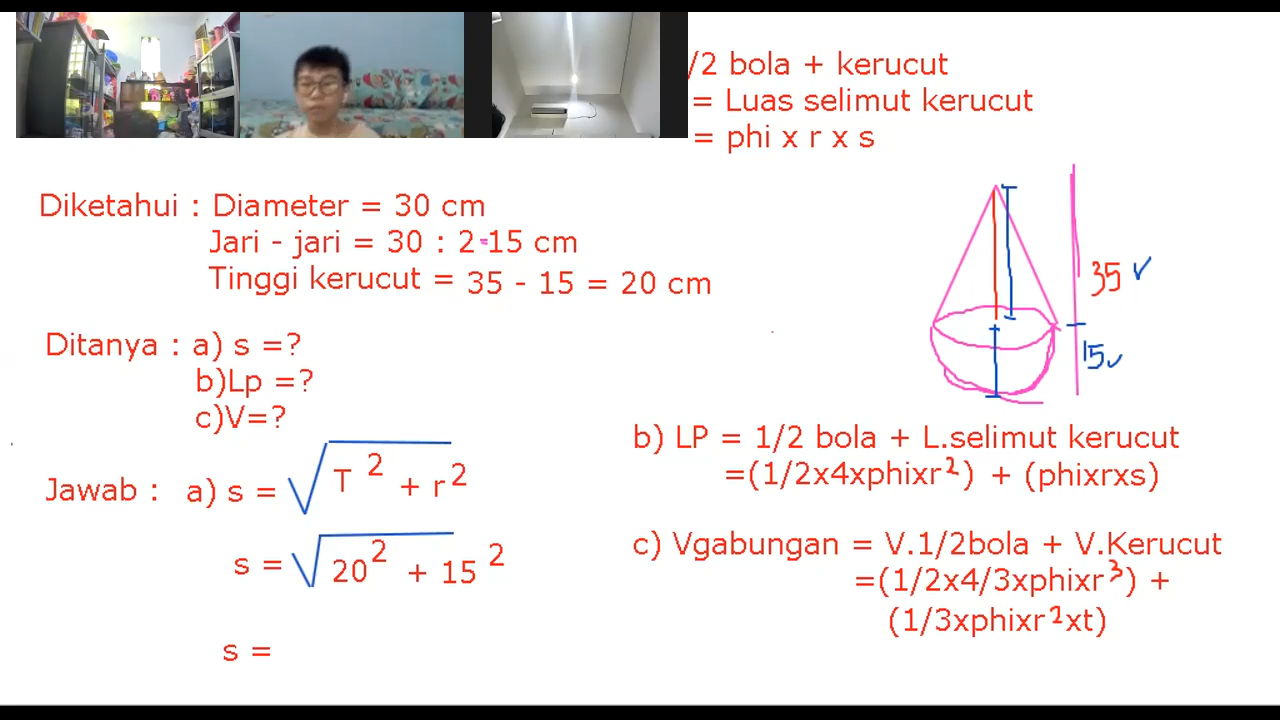 /2 bola + kerucut
= Luas selimut kerucut
= phi x r x s
Diketahui : Diameter = 30 cm
Jari - jari = 30 : 2=15 cm
Tinggi kerucut = 35 - 15 = 20 cm
Ditanya : a) s =?
b)Lp =?
c)V=?
Jawab : a) s = √T² + r²
s = √20² + 15²
s =
35 ✓
15 ✓
b) LP = 1/2 bola + L.selimut kerucut
=(1/2x4xphixr²) + (phixrxs)
c) Vgabungan = V.1/2bola + V.Kerucut
=(1/2x4/3xphixr³) +
(1/3xphixr²xt)